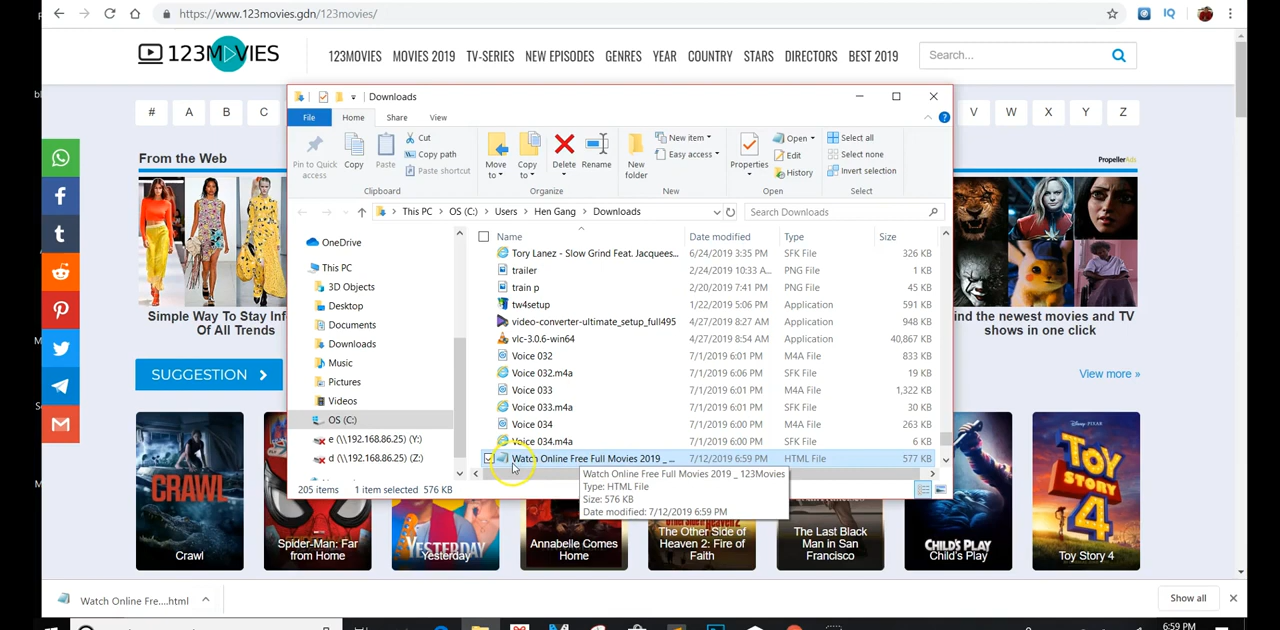 https://www.123movies.gdn/123movies/
IQ
123MOVIES
123MOVIES MOVIES 2019 TV-SERIES NEW EPISODES GENRES YEAR COUNTRY STARS DIRECTORS BEST 2019
Search...
# A B C V W X Y Z
From the Web
PropellerAds
Simple Way To Stay Inf
Of All Trends
SUGGESTION
ind the newest movies and TV
shows in one click
View more »
Downloads
File Home Share View
Pin to Quick access
Copy
Paste
Cut
Copy path
Paste shortcut
Clipboard
Move to
Copy to
Delete
Rename
Organize
New folder
New item
Easy access
New
Properties
Open
Edit
History
Open
Select all
Select none
Invert selection
Select
This PC > OS (C:) > Users > Hen Gang > Downloads
Search Downloads
OneDrive
This PC
3D Objects
Desktop
Documents
Downloads
Music
Pictures
Videos
OS (C:)
e (\\192.168.86.25) (Y:)
d (\\192.168.86.25) (Z:)
Name Date modified Type Size
Tory Lanez - Slow Grind Feat. Jacquees... 6/24/2019 3:35 PM SFK File 326 KB
trailer 2/24/2019 10:33 A... PNG File 1 KB
train p 2/20/2019 7:41 PM PNG File 45 KB
tw4setup 1/22/2019 5:06 PM Application 591 KB
video-converter-ultimate_setup_full495 4/27/2019 8:27 AM Application 948 KB
vlc-3.0.6-win64 4/27/2019 8:54 AM Application 40,867 KB
Voice 032 7/1/2019 6:01 PM M4A File 833 KB
Voice 032.m4a 7/1/2019 6:06 PM SFK File 19 KB
Voice 033 7/1/2019 6:01 PM M4A File 1,322 KB
Voice 033.m4a 7/1/2019 6:01 PM SFK File 30 KB
Voice 034 7/1/2019 6:00 PM M4A File 263 KB
Voice 034.m4a 7/1/2019 6:00 PM SFK File 6 KB
Watch Online Free Full Movies 2019 _ ... 7/12/2019 6:59 PM HTML File 577 KB
Watch Online Free Full Movies 2019 _ 123Movies
Type: HTML File
Size: 576 KB
Date modified: 7/12/2019 6:59 PM
205 items 1 item selected 576 KB
CRAWL
Crawl
Spider-Man: Far
from Home
YESTERDAY
Yesterday
Annabelle Comes
Home
The Other Side of
Heaven 2: Fire of
Faith
The Last Black
Man in San
Francisco
CHILD'S PLAY
Child's Play
DISNEY · PIXAR
TOY STORY 4
Toy Story 4
Watch Online Fre....html
Show all
6:59 PM